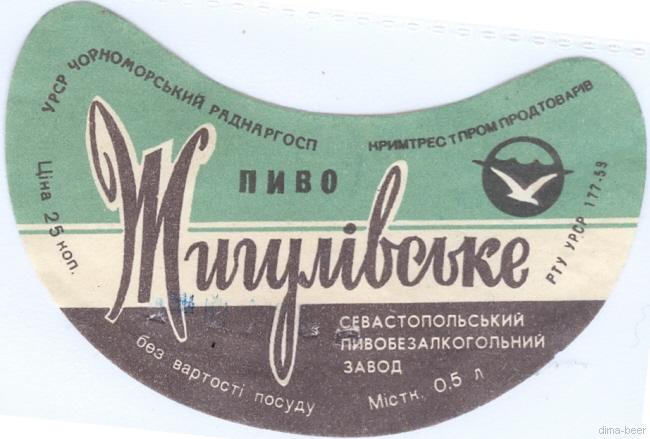 УРСР ЧОРНОМОРСЬКИЙ РАДНАРГОСП
КРИМТРЕСТПРОМПРОДТОВАРІВ
Ціна 25 коп.
ПИВО
Жигулівське
РТУ УРСР 177-59
СЕВАСТОПОЛЬСЬКИЙ
ПИВОБЕЗАЛКОГОЛЬНИЙ
ЗАВОД
без вартості посуду
Містк. 0,5 л
dima-beer